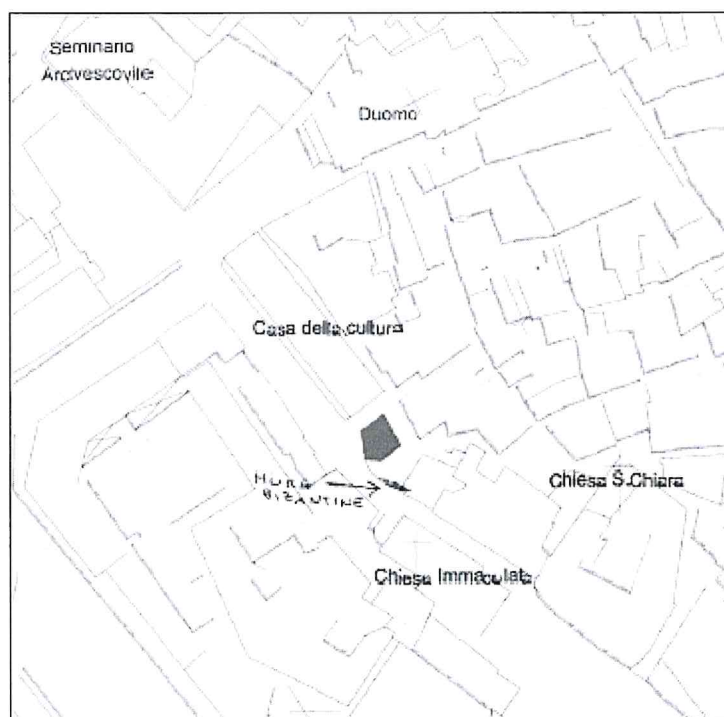 Seminario
Arcivescovile
Duomo
Casa della cultura
MURA
BIZANTINE
Chiesa S.Chiara
Chiesa Immacolata